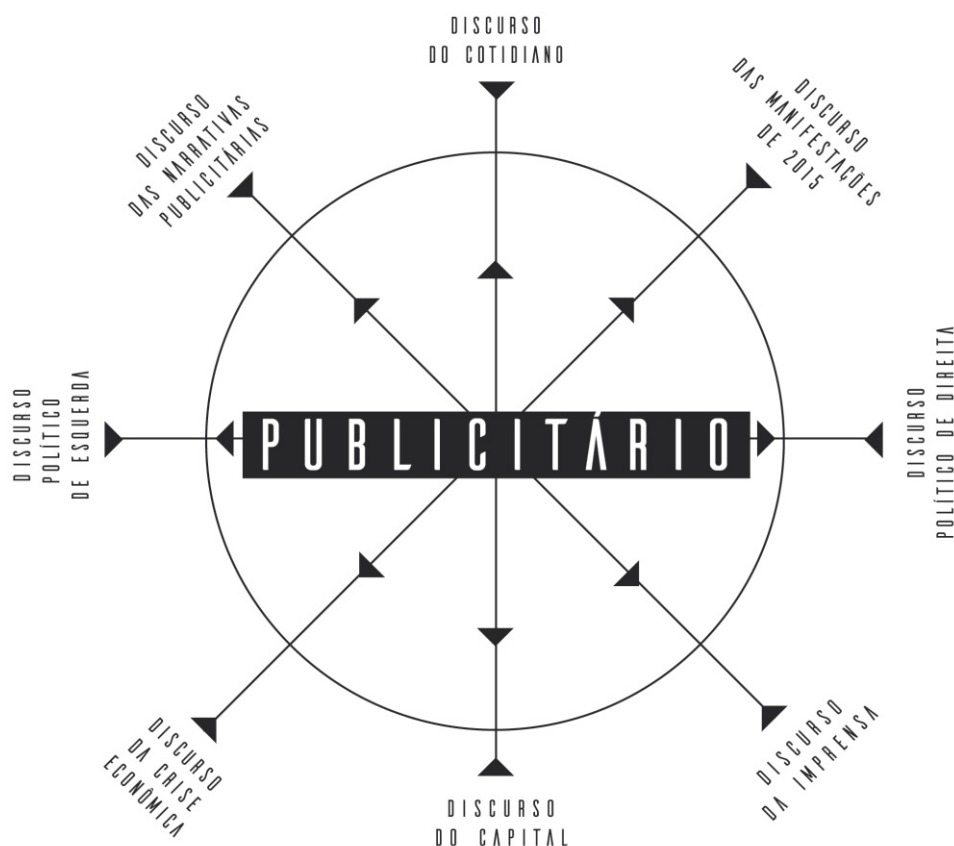 DISCURSO
DO COTIDIANO
DISCURSO
DAS NARRATIVAS
PUBLICITÁRIAS
DISCURSO
DAS MANIFESTAÇÕES
DE 2015
DISCURSO
POLÍTICO
DE ESQUERDA
PUBLICITÁRIO
DISCURSO
POLÍTICO DE DIREITA
DISCURSO
DA CRISE
ECONÔMICA
DISCURSO
DO CAPITAL
DISCURSO
DA IMPRENSA